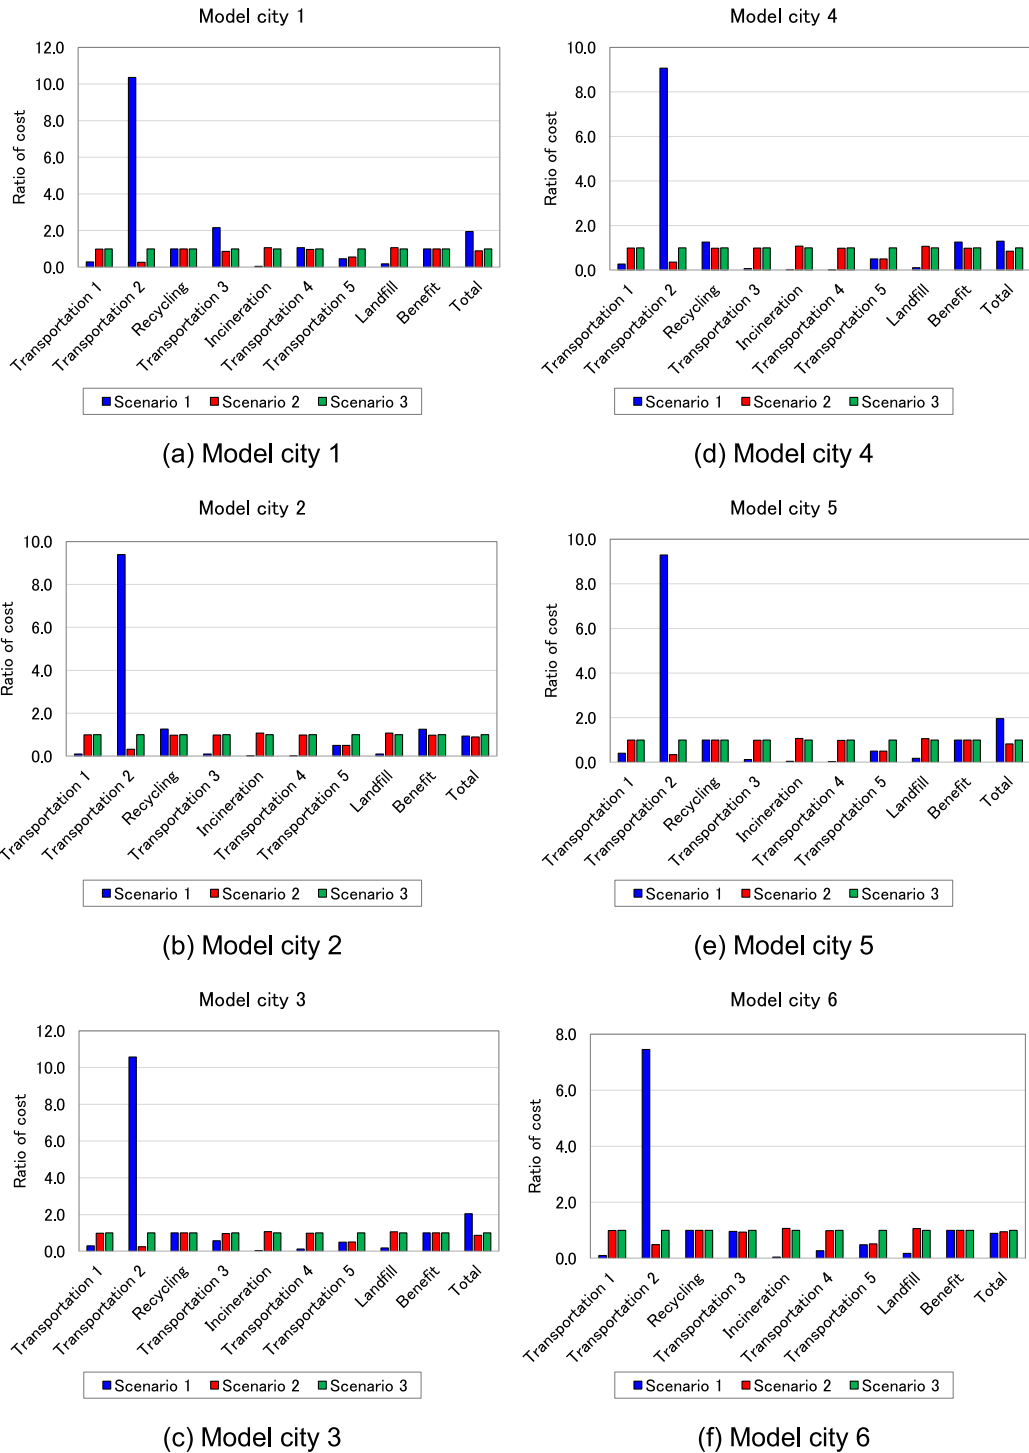 Model city 1
Ratio of cost
12.0
10.0
8.0
6.0
4.0
2.0
0.0
Transportation 1
Transportation 2
Recycling
Transportation 3
Incineration
Transportation 4
Transportation 5
Landfill
Benefit
Total
Scenario 1 Scenario 2 Scenario 3
(a) Model city 1
Model city 4
Ratio of cost
10.0
8.0
6.0
4.0
2.0
0.0
Transportation 1
Transportation 2
Recycling
Transportation 3
Incineration
Transportation 4
Transportation 5
Landfill
Benefit
Total
Scenario 1 Scenario 2 Scenario 3
(d) Model city 4
Model city 2
Ratio of cost
10.0
8.0
6.0
4.0
2.0
0.0
Transportation 1
Transportation 2
Recycling
Transportation 3
Incineration
Transportation 4
Transportation 5
Landfill
Benefit
Total
Scenario 1 Scenario 2 Scenario 3
(b) Model city 2
Model city 5
Ratio of cost
10.0
8.0
6.0
4.0
2.0
0.0
Transportation 1
Transportation 2
Recycling
Transportation 3
Incineration
Transportation 4
Transportation 5
Landfill
Benefit
Total
Scenario 1 Scenario 2 Scenario 3
(e) Model city 5
Model city 3
Ratio of cost
12.0
10.0
8.0
6.0
4.0
2.0
0.0
Transportation 1
Transportation 2
Recycling
Transportation 3
Incineration
Transportation 4
Transportation 5
Landfill
Benefit
Total
Scenario 1 Scenario 2 Scenario 3
(c) Model city 3
Model city 6
Ratio of cost
8.0
6.0
4.0
2.0
0.0
Transportation 1
Transportation 2
Recycling
Transportation 3
Incineration
Transportation 4
Transportation 5
Landfill
Benefit
Total
Scenario 1 Scenario 2 Scenario 3
(f) Model city 6